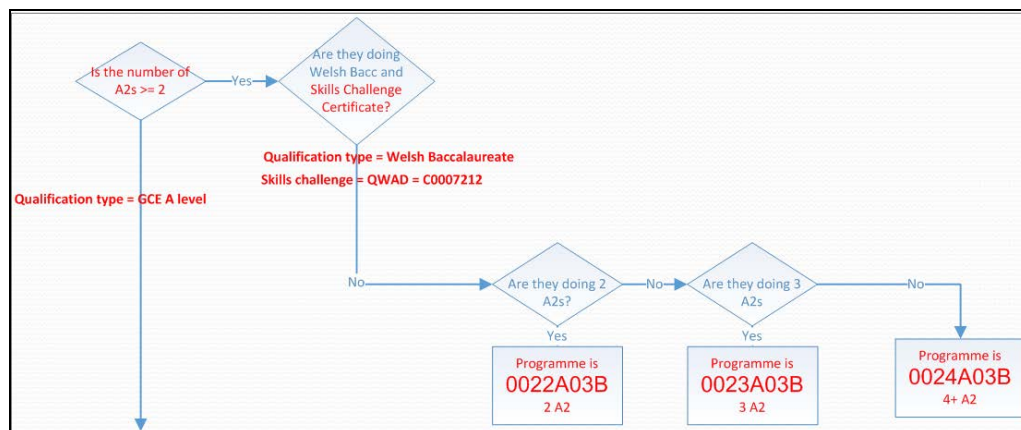 Is the number of
A2s >= 2
Yes
Are they doing
Welsh Bacc and
Skills Challenge
Certificate?
Qualification type = Welsh Baccalaureate
Skills challenge = QWAD = C0007212
Qualification type = GCE A level
No
Are they doing 2
A2s?
No
Are they doing 3
A2s
No
Yes
Yes
Programme is
0022A03B
2 A2
Programme is
0023A03B
3 A2
Programme is
0024A03B
4+ A2